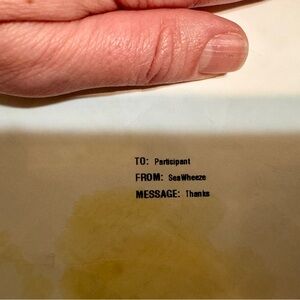 TO: Participant
FROM: SeaWheeze
MESSAGE: Thanks